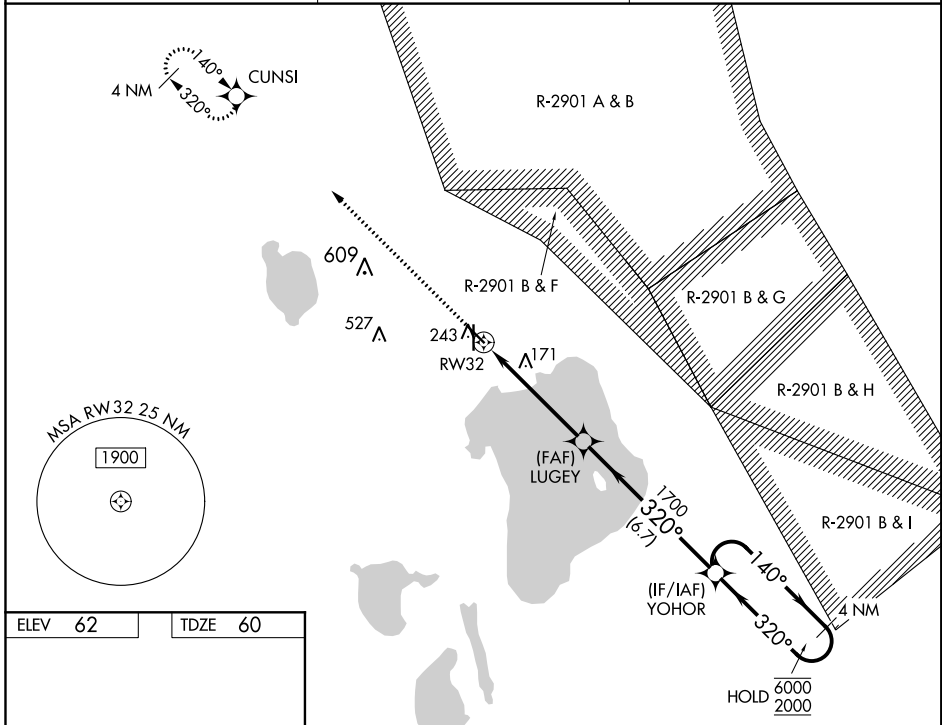 CUNSI
140°
4 NM
320°
R-2901 A & B
609
R-2901 B & F
R-2901 B & G
527
243
RW32
171
R-2901 B & H
MSA RW32 25 NM
1900
(FAF)
LUGEY
1700
320°
(6.7)
R-2901 B & I
140°
(IF/IAF)
YOHOR
4 NM
320°
ELEV 62
TDZE 60
HOLD 6000
2000